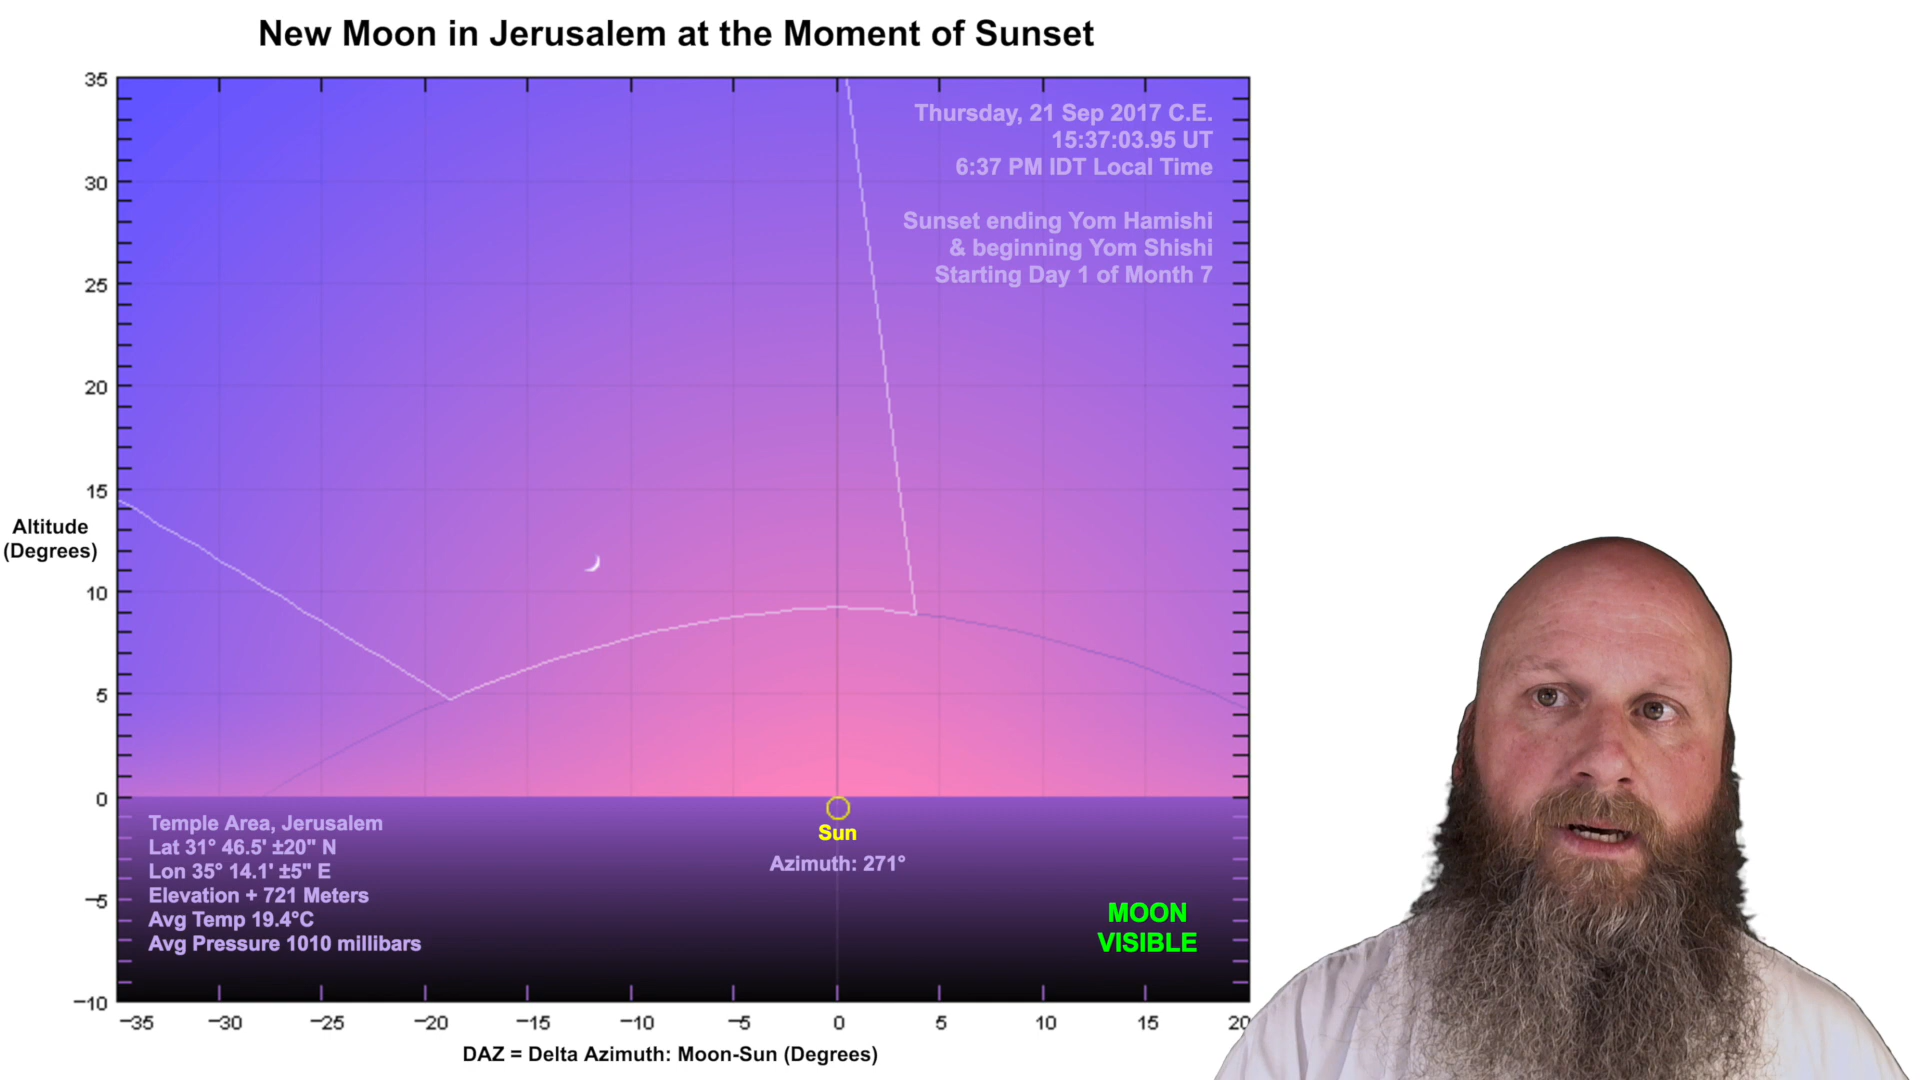 New Moon in Jerusalem at the Moment of Sunset
Thursday, 21 Sep 2017 C.E.
15:37:03.95 UT
6:37 PM IDT Local Time
Sunset ending Yom Hamishi
& beginning Yom Shishi
Starting Day 1 of Month 7
35
30
25
20
15
10
5
0
−5
−10
Altitude
(Degrees)
Temple Area, Jerusalem
Lat 31° 46.5' ±20" N
Lon 35° 14.1' ±5" E
Elevation + 721 Meters
Avg Temp 19.4°C
Avg Pressure 1010 millibars
Sun
Azimuth: 271°
MOON
VISIBLE
−35 −30 −25 −20 −15 −10 −5 0 5 10 15 20
DAZ = Delta Azimuth: Moon-Sun (Degrees)